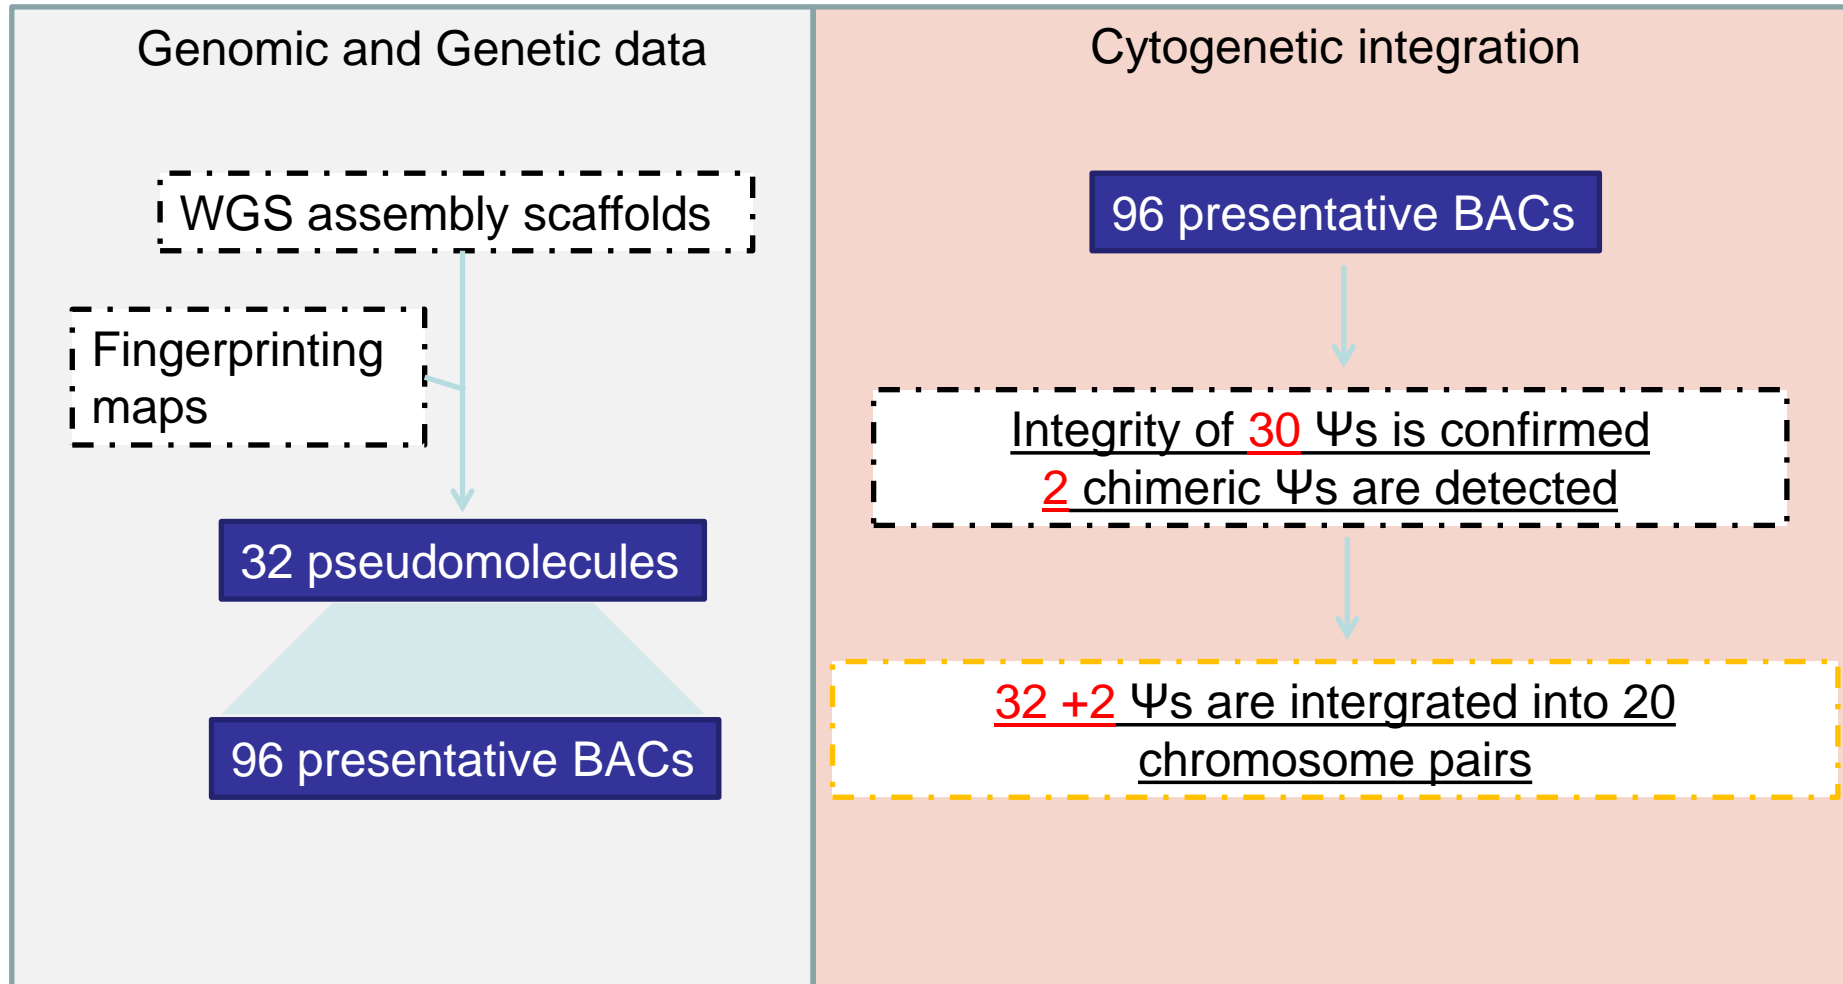 Genomic and Genetic data
WGS assembly scaffolds
Fingerprinting
maps
32 pseudomolecules
96 presentative BACs
Cytogenetic integration
96 presentative BACs
Integrity of 30 Ψs is confirmed
2 chimeric Ψs are detected
32 +2 Ψs are intergrated into 20
chromosome pairs